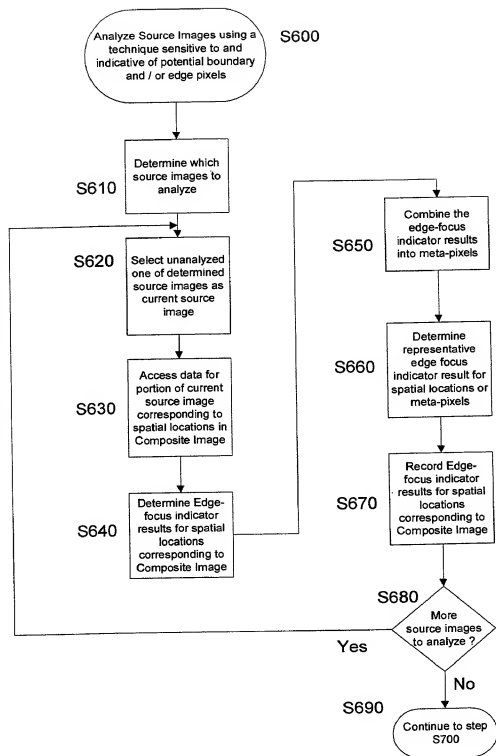 Analyze Source Images using a
technique sensitive to and
indicative of potential boundary
and / or edge pixels
S600
Determine which
source images to
analyze
S610
Select unanalyzed
one of determined
source images as
current source
image
S620
Access data for
portion of current
source image
corresponding to
spatial locations in
Composite Image
S630
Determine Edge-
focus indicator
results for spatial
locations
corresponding to
Composite Image
S640
Combine the
edge-focus
indicator results
into meta-pixels
S650
Determine
representative
edge focus
indicator result for
spatial locations or
meta-pixels
S660
Record Edge-
focus indicator
results for spatial
locations
corresponding to
Composite Image
S670
S680
More
source images
to analyze ?
Yes
No
S690
Continue to step
S700